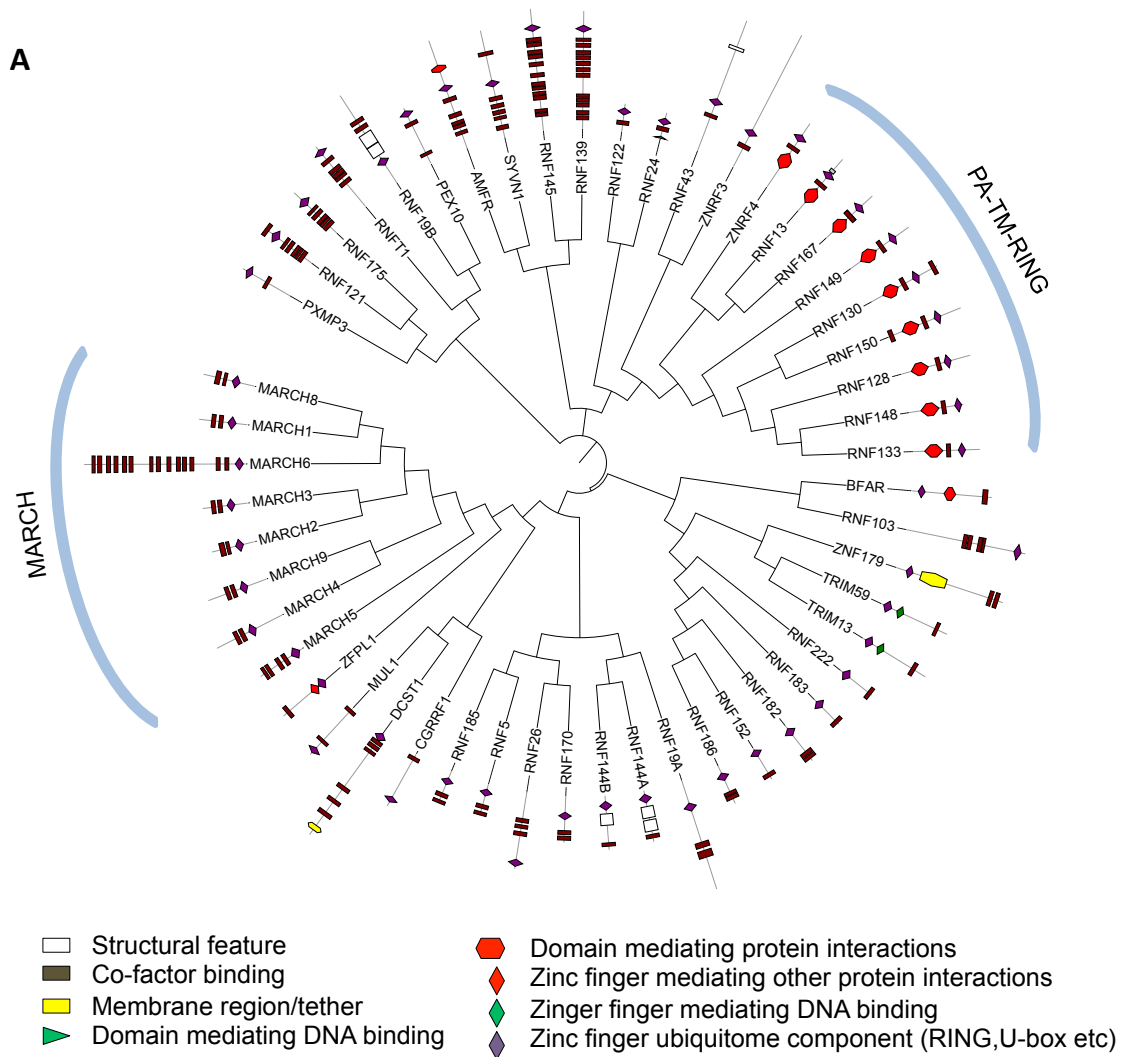 A
RNF139
RNF122
RNF24
RNF43
ZNRF3
ZNRF4
RNF13
RNF167
RNF149
RNF130
RNF150
RNF128
RNF148
RNF133
PA-TM-RING
BFAR
RNF103
ZNF179
TRIM59
TRIM13
RNF222
RNF183
RNF182
RNF152
RNF186
RNF19A
RNF144A
RNF144B
RNF170
RNF26
RNF5
RNF185
CGRRF1
DCST1
MUL1
ZFPL1
MARCH5
MARCH4
MARCH9
MARCH2
MARCH3
MARCH6
MARCH1
MARCH8
MARCH
PXMP3
RNF121
RNF175
RNFT1
RNF19B
PEX10
AMFR
SYVN1
RNF145
Structural feature
Co-factor binding
Membrane region/tether
Domain mediating DNA binding
Domain mediating protein interactions
Zinc finger mediating other protein interactions
Zinger finger mediating DNA binding
Zinc finger ubiquitome component (RING,U-box etc)